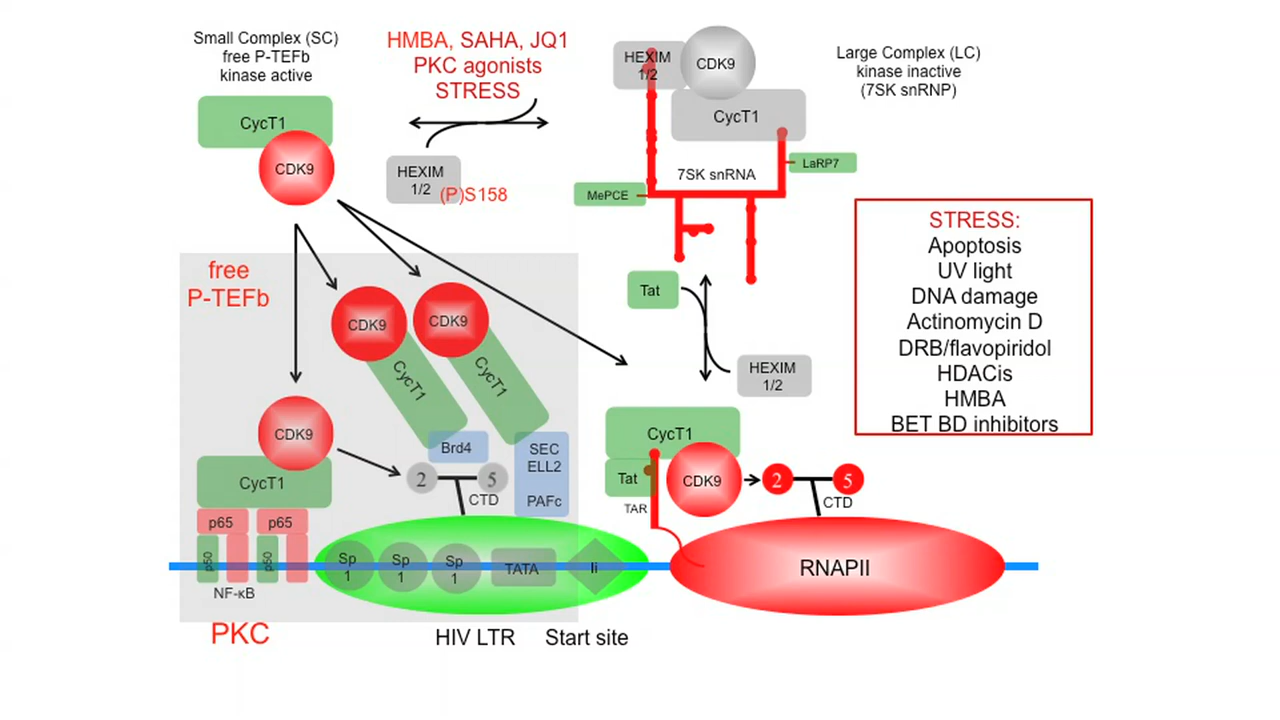 Small Complex (SC)
free P-TEFb
kinase active
HMBA, SAHA, JQ1
PKC agonists
STRESS
HEXIM
1/2
CDK9
CycT1
Large Complex (LC)
kinase inactive
(7SK snRNP)
CycT1
CDK9
HEXIM
1/2
(P)S158
7SK snRNA
LaRP7
MePCE
STRESS:
Apoptosis
UV light
DNA damage
Actinomycin D
DRB/flavopiridol
HDACis
HMBA
BET BD inhibitors
free
P-TEFb
Tat
HEXIM
1/2
CDK9
CDK9
CycT1
CycT1
CDK9
CycT1
Brd4
SEC
ELL2
PAFc
2
5
CTD
CycT1
Tat
CDK9
TAR
2
5
CTD
p65
p65
p50
p50
NF-κB
Sp
1
Sp
1
Sp
1
TATA
Ii
RNAPII
PKC
HIV LTR
Start site